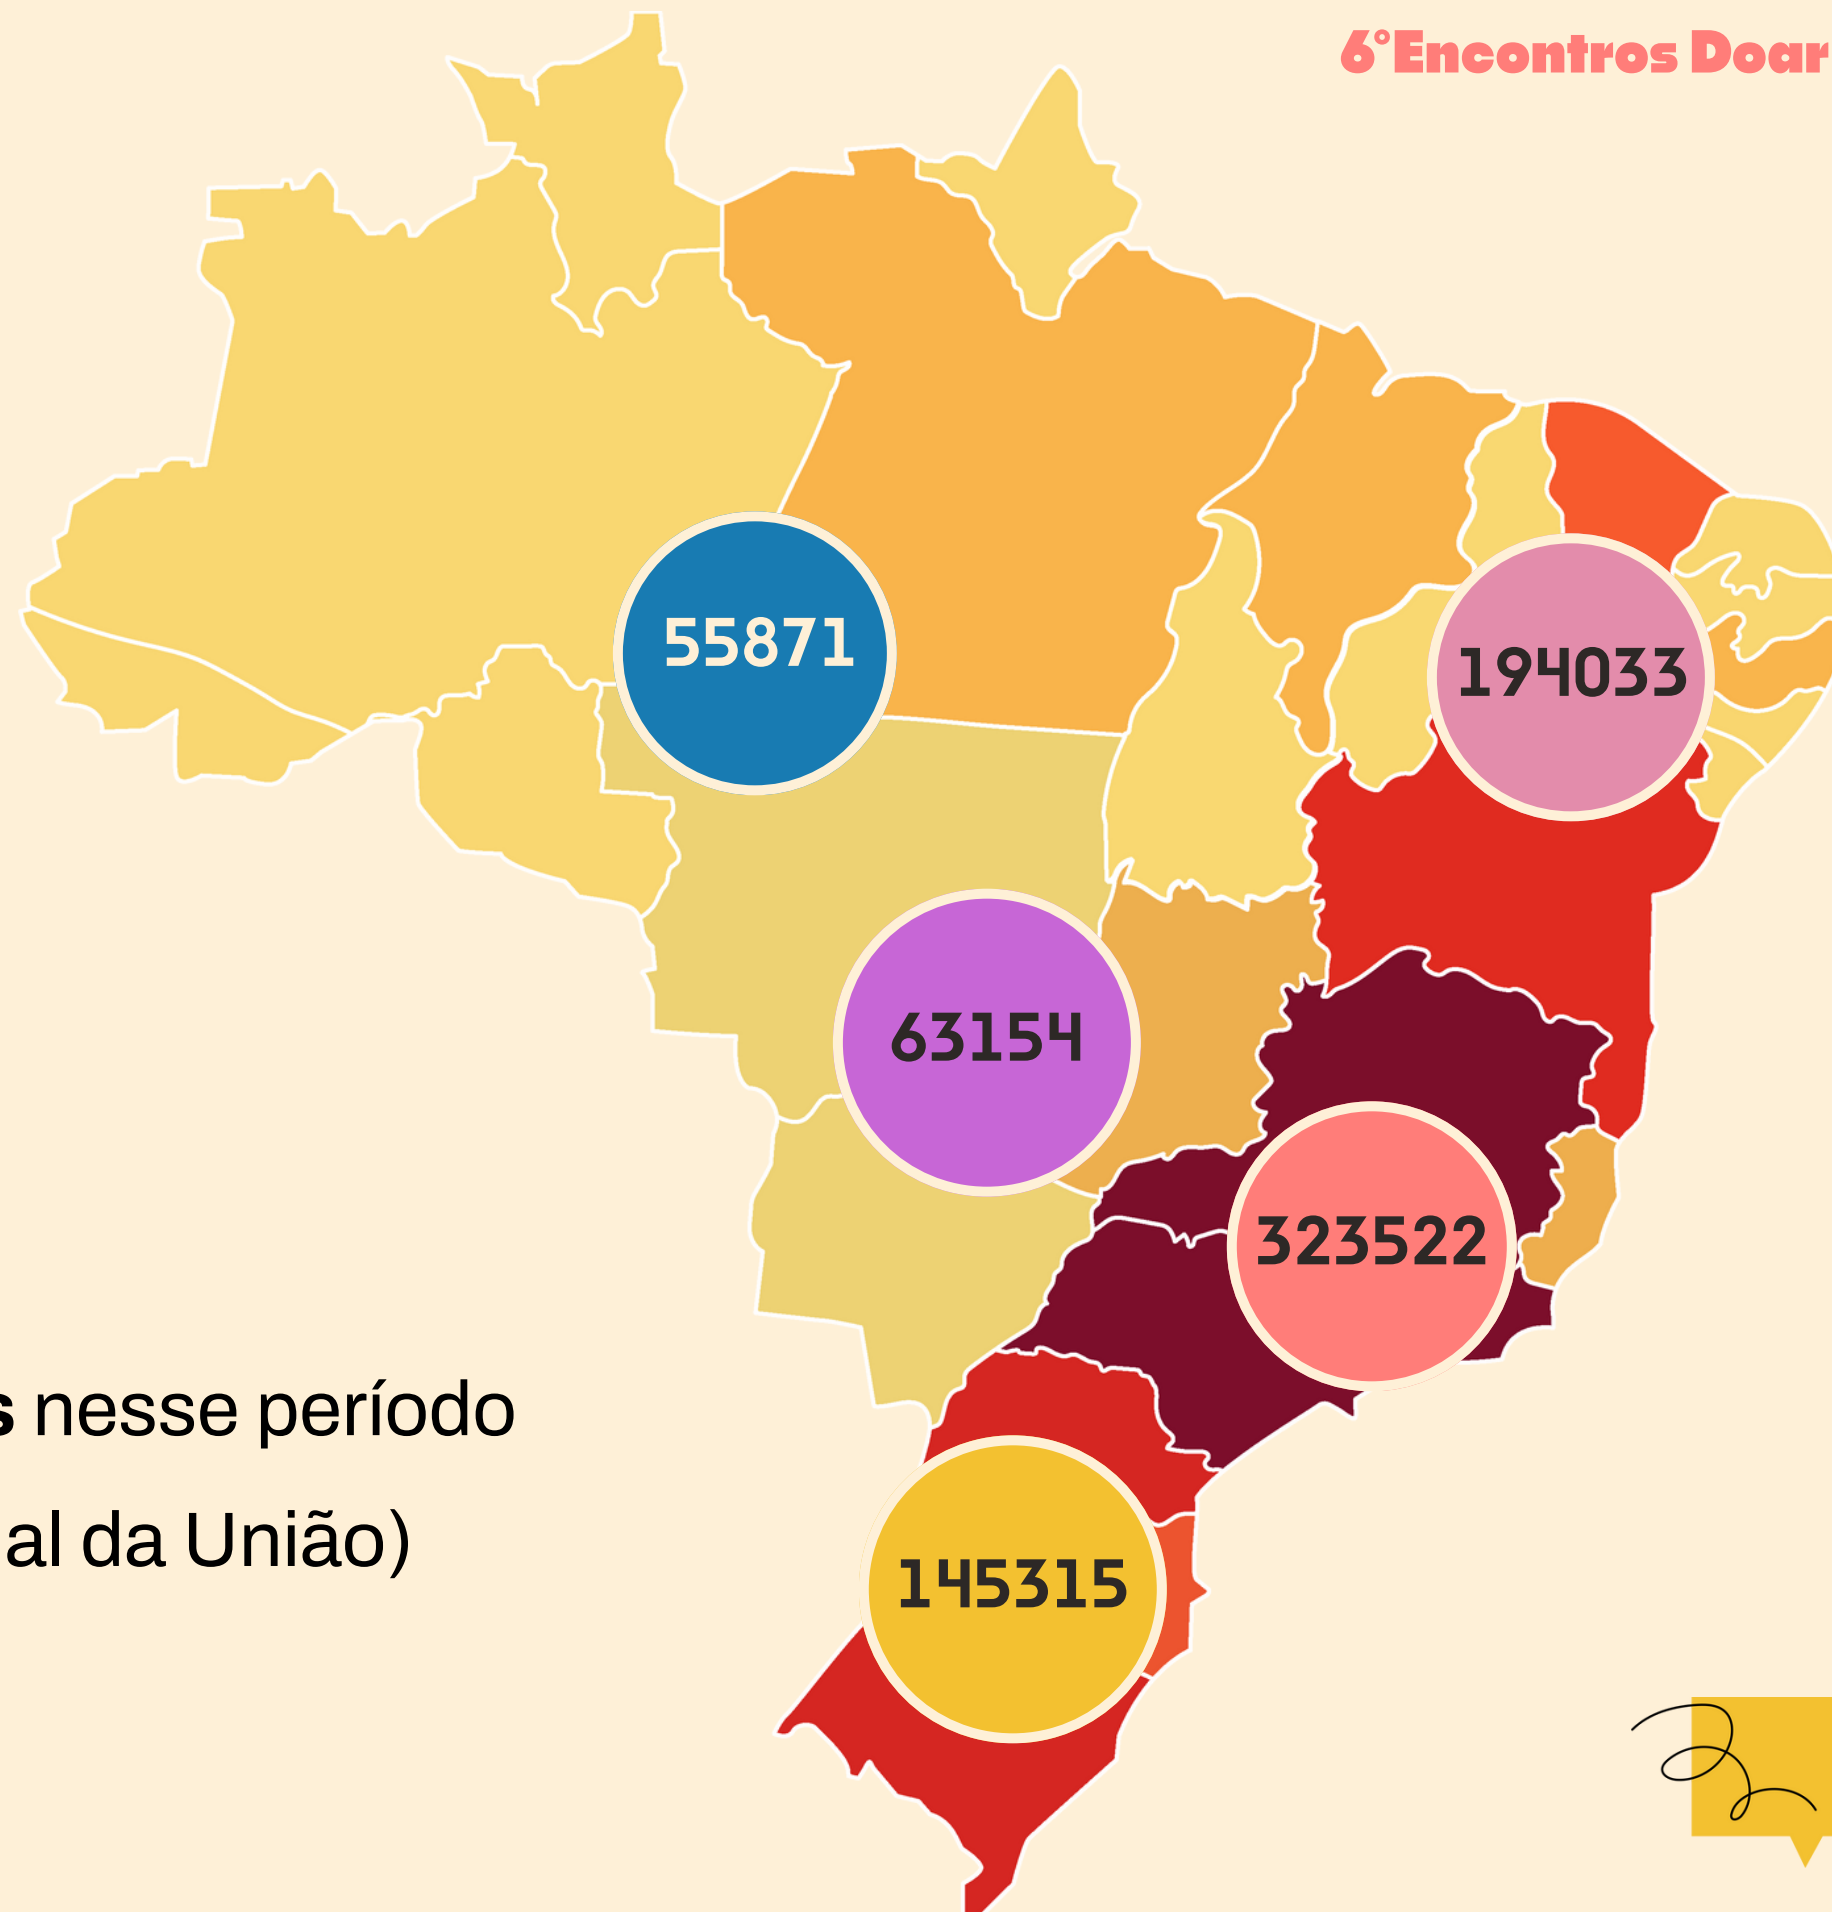 6°Encontros Doar
55871
194033
63154
323522
s nesse período
145315
al da União)